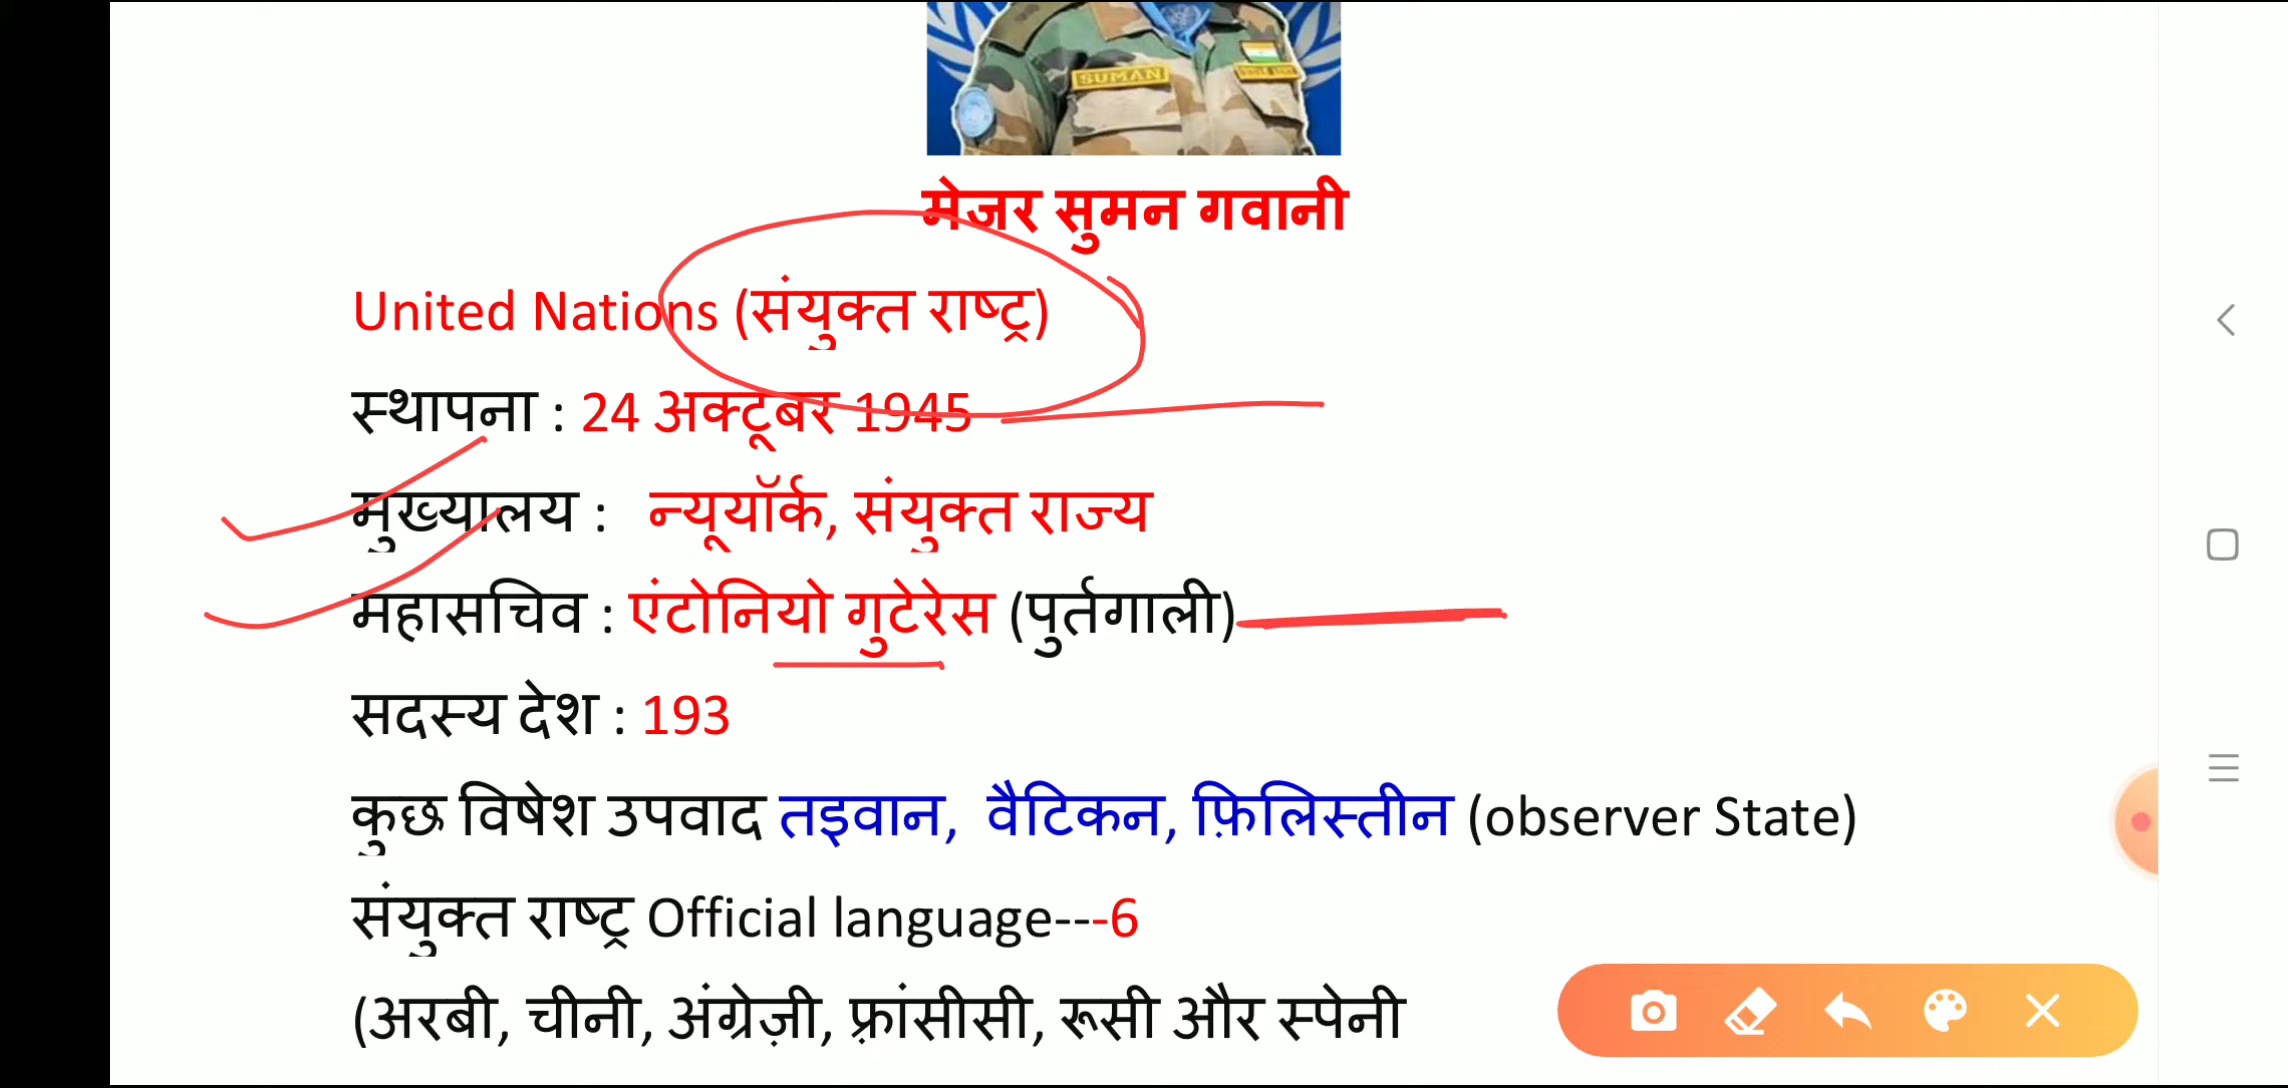 SUMAN
मेजर सुमन गवानी
United Nations (संयुक्त राष्ट्र)
स्थापना : 24 अक्टूबर 1945
मुख्यालय : न्यूयॉर्क, संयुक्त राज्य
महासचिव : एंटोनियो गुटेरेस (पुर्तगाली)
सदस्य देश : 193
कुछ विषेश उपवाद तइवान, वैटिकन, फ़िलिस्तीन (observer State)
संयुक्त राष्ट्र Official language----6
(अरबी, चीनी, अंग्रेज़ी, फ़्रांसीसी, रूसी और स्पेनी